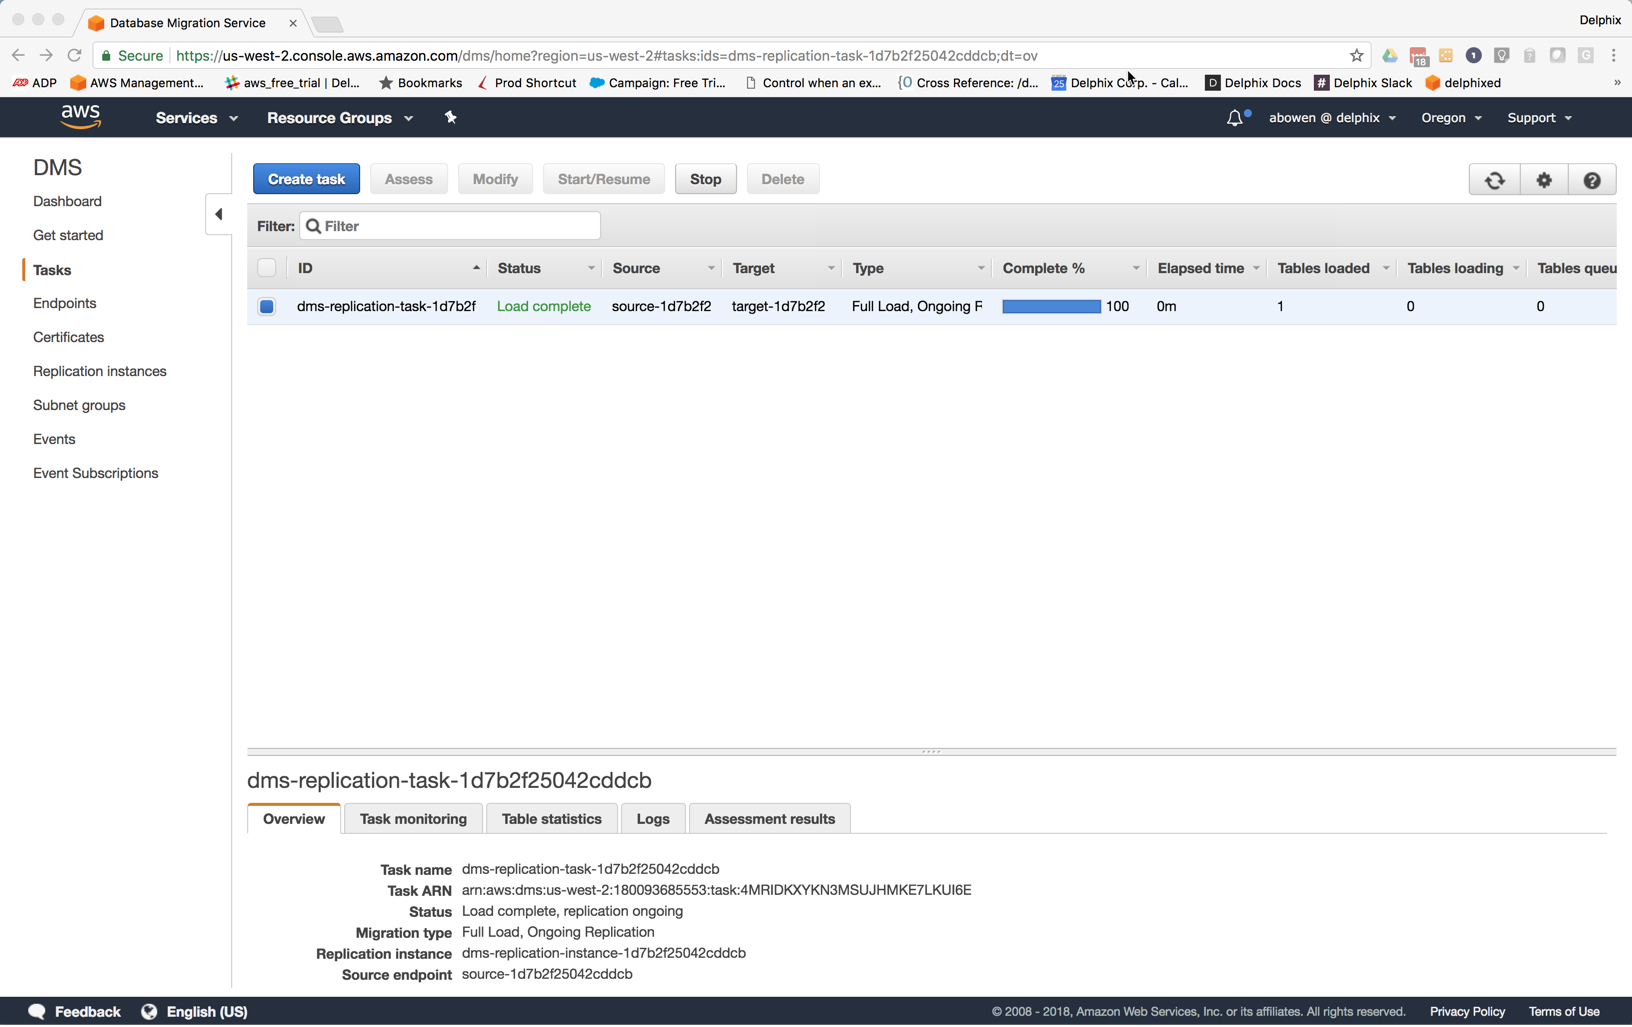 Database Migration Service
Delphix
Secure https://us-west-2.console.aws.amazon.com/dms/home?region=us-west-2#tasks:ids=dms-replication-task-1d7b2f25042cddcb;dt=ov
18 1 G
ADP AWS Management... aws_free_trial | Del... Bookmarks Prod Shortcut Campaign: Free Tri... Control when an ex... {O Cross Reference: /d... 25 Delphix Corp. - Cal... D Delphix Docs # Delphix Slack delphixed »
aws Services Resource Groups abowen @ delphix Oregon Support
DMS
Dashboard
Get started
Tasks
Endpoints
Certificates
Replication instances
Subnet groups
Events
Event Subscriptions
Create task Assess Modify Start/Resume Stop Delete
Filter: Filter
ID Status Source Target Type Complete % Elapsed time Tables loaded Tables loading Tables queu
dms-replication-task-1d7b2f Load complete source-1d7b2f2 target-1d7b2f2 Full Load, Ongoing R 100 0m 1 0 0
dms-replication-task-1d7b2f25042cddcb
Overview Task monitoring Table statistics Logs Assessment results
Task name dms-replication-task-1d7b2f25042cddcb
Task ARN arn:aws:dms:us-west-2:180093685553:task:4MRIDKXYKN3MSUJHMKE7LKUI6E
Status Load complete, replication ongoing
Migration type Full Load, Ongoing Replication
Replication instance dms-replication-instance-1d7b2f25042cddcb
Source endpoint source-1d7b2f25042cddcb
Feedback English (US) © 2008 - 2018, Amazon Web Services, Inc. or its affiliates. All rights reserved. Privacy Policy Terms of Use